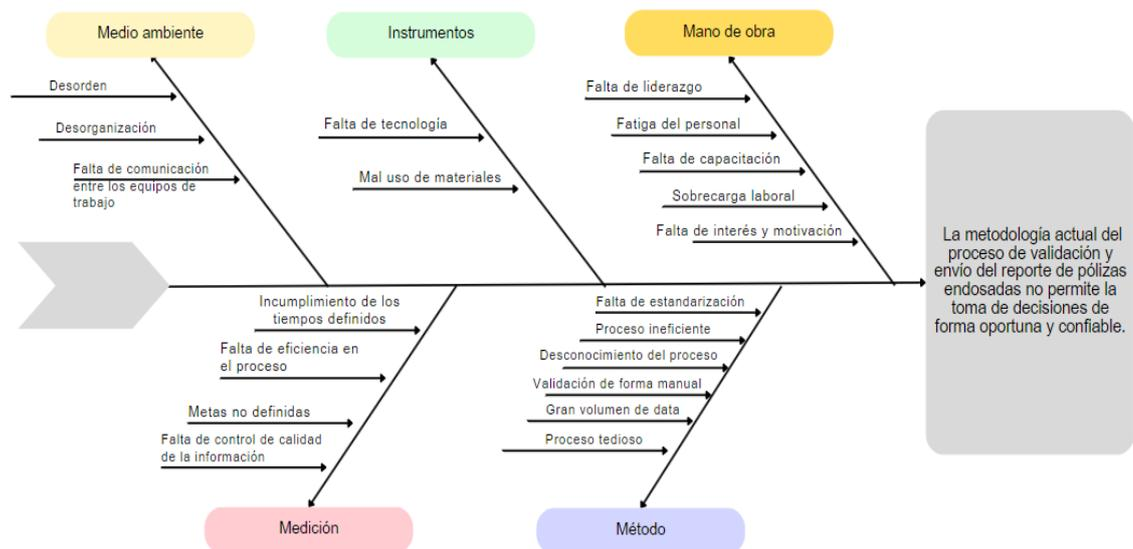 Medio ambiente
Instrumentos
Mano de obra
Desorden
Desorganización
Falta de comunicación
entre los equipos de
trabajo
Falta de tecnología
Mal uso de materiales
Falta de liderazgo
Fatiga del personal
Falta de capacitación
Sobrecarga laboral
Falta de interés y motivación
La metodología actual del
proceso de validación y
envío del reporte de pólizas
endosadas no permite la
toma de decisiones de
forma oportuna y confiable.
Incumplimiento de los
tiempos definidos
Falta de eficiencia en
el proceso
Metas no definidas
Falta de control de calidad
de la información
Falta de estandarización
Proceso ineficiente
Desconocimiento del proceso
Validación de forma manual
Gran volumen de data
Proceso tedioso
Medición
Método